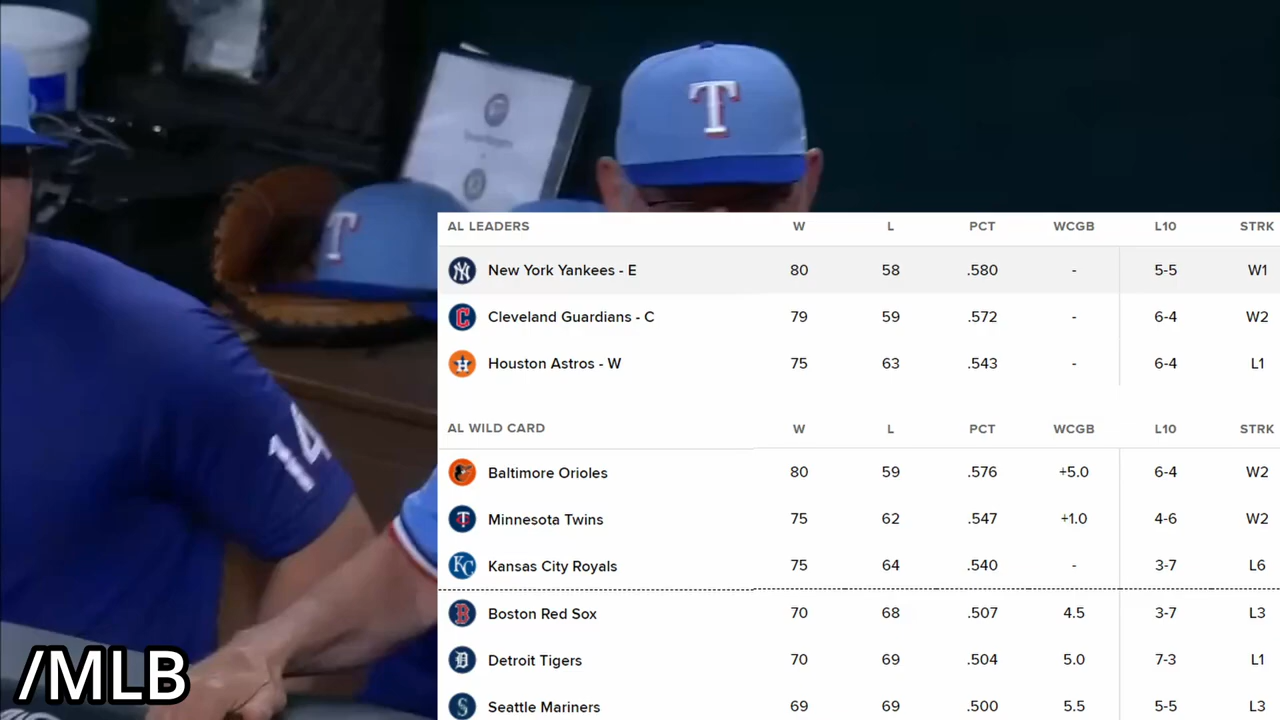 T
T
14
AL LEADERS W L PCT WCGB L10 STRK
New York Yankees - E 80 58 .580 - 5-5 W1
Cleveland Guardians - C 79 59 .572 - 6-4 W2
Houston Astros - W 75 63 .543 - 6-4 L1
AL WILD CARD W L PCT WCGB L10 STRK
Baltimore Orioles 80 59 .576 +5.0 6-4 W2
Minnesota Twins 75 62 .547 +1.0 4-6 W2
Kansas City Royals 75 64 .540 - 3-7 L6
Boston Red Sox 70 68 .507 4.5 3-7 L3
Detroit Tigers 70 69 .504 5.0 7-3 L1
Seattle Mariners 69 69 .500 5.5 5-5 L3
/MLB